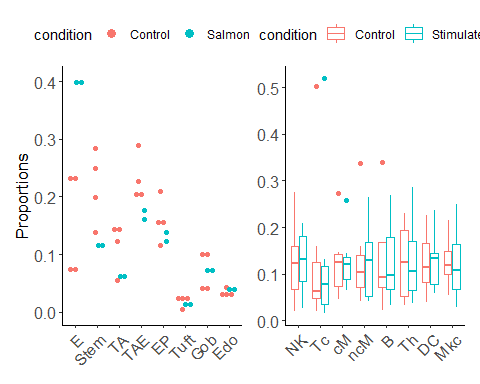 condition Control Salmon
condition Control Stimulate
Proportions
0.4
0.3
0.2
0.1
0.0
E Stem TA TAE EP Tuft Gob Edo
0.5
0.4
0.3
0.2
0.1
0.0
NK Tc cM ncM B Th DC Mkc